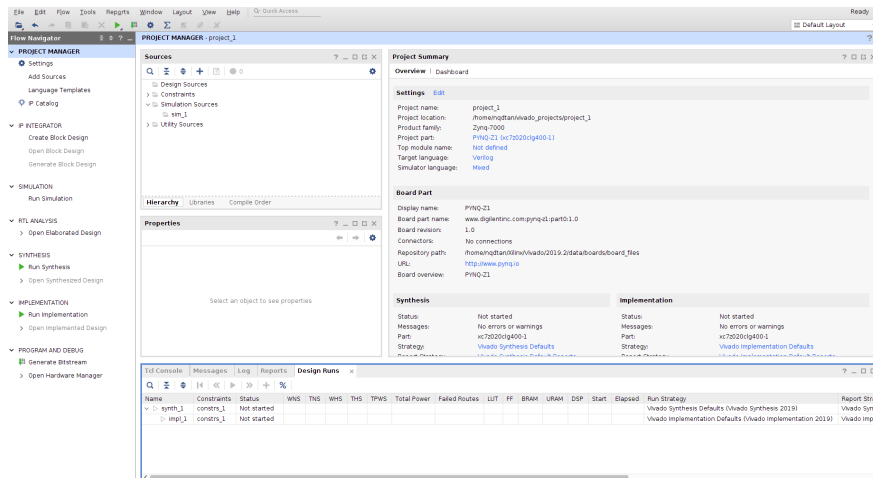 File Edit Flow Tools Reports Window Layout View Help Quick Access Ready
Default Layout
Flow Navigator
PROJECT MANAGER - project_1
PROJECT MANAGER
Settings
Add Sources
Language Templates
IP Catalog
IP INTEGRATOR
Create Block Design
Open Block Design
Generate Block Design
SIMULATION
Run Simulation
RTL ANALYSIS
Open Elaborated Design
SYNTHESIS
Run Synthesis
Open Synthesized Design
IMPLEMENTATION
Run Implementation
Open Implemented Design
PROGRAM AND DEBUG
Generate Bitstream
Open Hardware Manager
Sources
0
Design Sources
Constraints
Simulation Sources
sim_1
Utility Sources
Hierarchy Libraries Compile Order
Properties
Select an object to see properties
Project Summary
Overview | Dashboard
Settings Edit
Project name: project_1
Project location: /home/nqdtan/vivado_projects/project_1
Product family: Zynq-7000
Project part: PYNQ-Z1 (xc7z020clg400-1)
Top module name: Not defined
Target language: Verilog
Simulator language: Mixed
Board Part
Display name: PYNQ-Z1
Board part name: www.digilentinc.com:pynq-z1:part0:1.0
Board revision: 1.0
Connectors: No connections
Repository path: /home/nqdtan/Xilinx/Vivado/2019.2/data/boards/board_files
URL: http://www.pynq.io
Board overview: PYNQ-Z1
Synthesis
Status: Not started
Messages: No errors or warnings
Part: xc7z020clg400-1
Strategy: Vivado Synthesis Defaults
Report Strategy: Vivado Synthesis Default Reports
Implementation
Status: Not started
Messages: No errors or warnings
Part: xc7z020clg400-1
Strategy: Vivado Implementation Defaults
Tcl Console Messages Log Reports Design Runs
Name Constraints Status WNS TNS WHS THS TPWS Total Power Failed Routes LUT FF BRAM URAM DSP Start Elapsed Run Strategy Report Stra
synth_1 constrs_1 Not started Vivado Synthesis Defaults (Vivado Synthesis 2019) Vivado Syn
impl_1 constrs_1 Not started Vivado Implementation Defaults (Vivado Implementation 2019) Vivado Imp